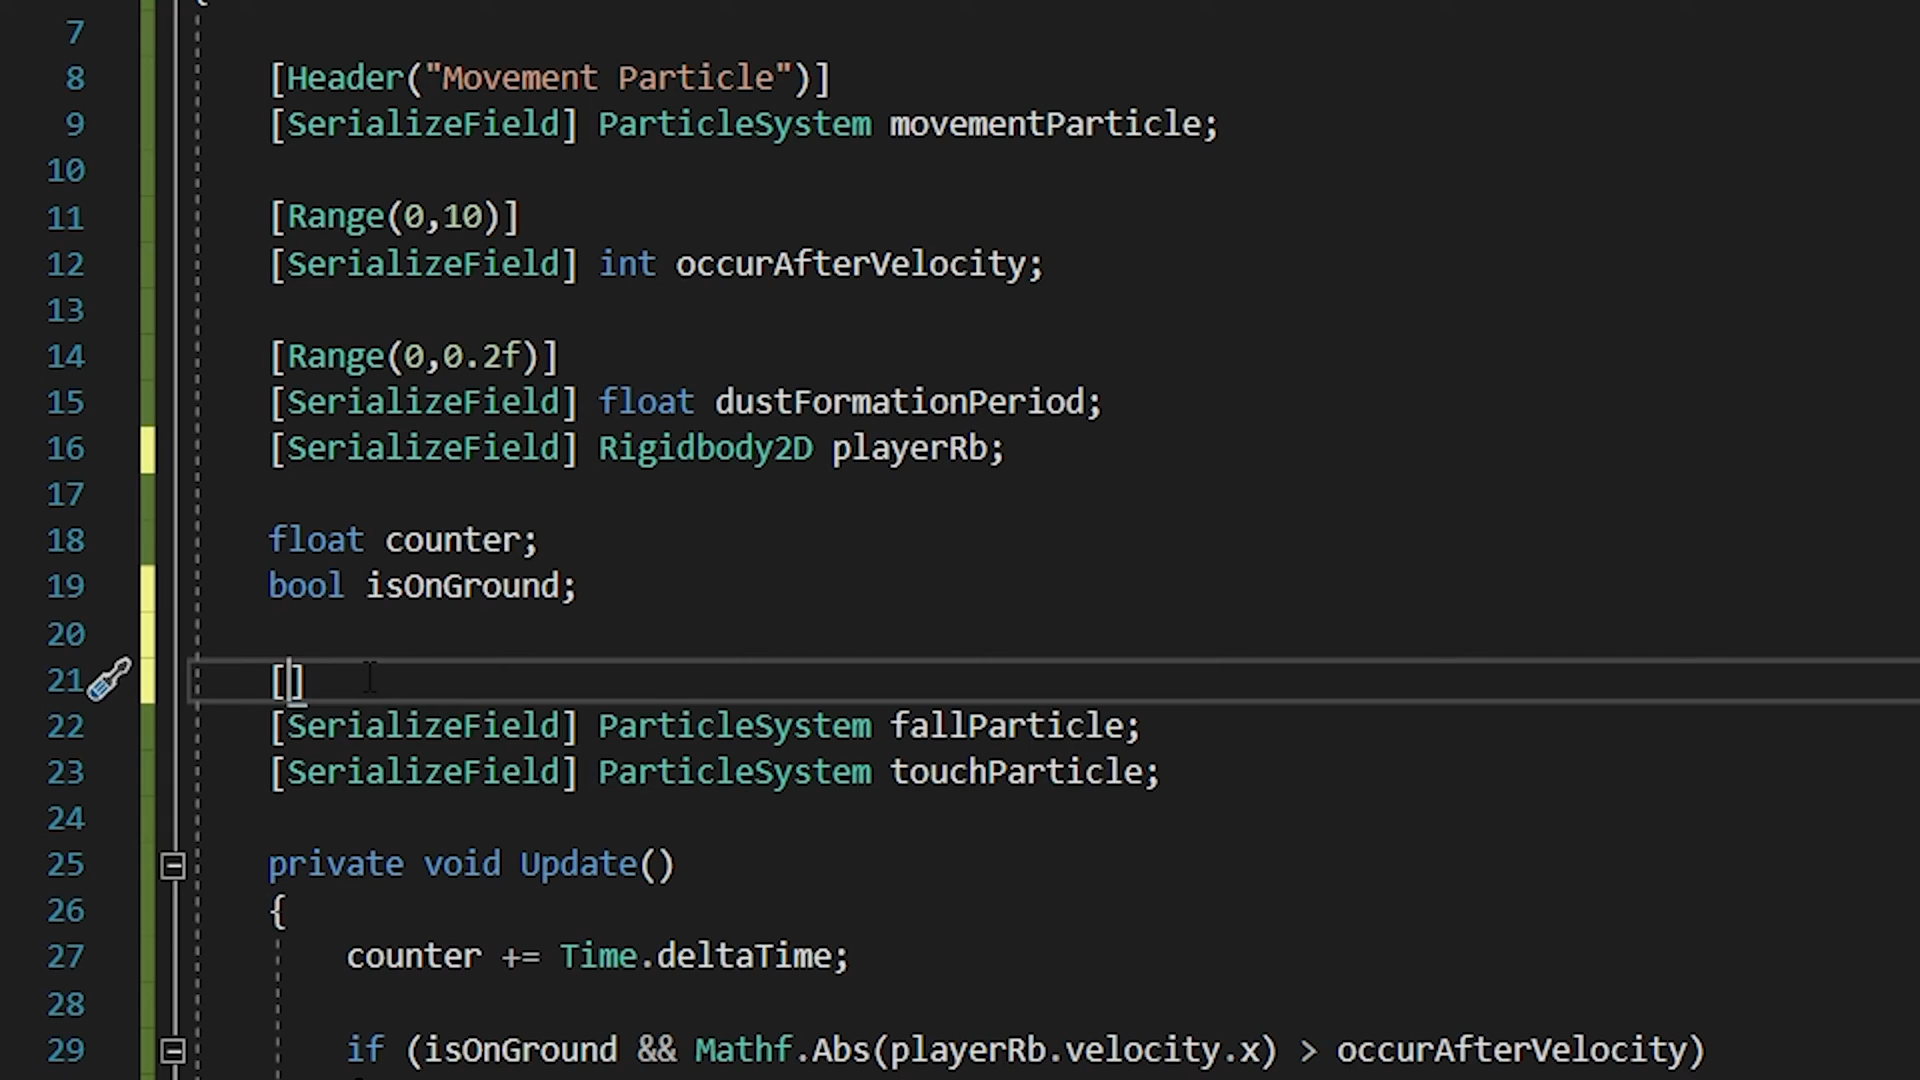 {
7
8 [Header("Movement Particle")]
9 [SerializeField] ParticleSystem movementParticle;
10
11 [Range(0,10)]
12 [SerializeField] int occurAfterVelocity;
13
14 [Range(0,0.2f)]
15 [SerializeField] float dustFormationPeriod;
16 [SerializeField] Rigidbody2D playerRb;
17
18 float counter;
19 bool isOnGround;
20
21 []
22 [SerializeField] ParticleSystem fallParticle;
23 [SerializeField] ParticleSystem touchParticle;
24
25 private void Update()
26 {
27 counter += Time.deltaTime;
28
29 if (isOnGround && Mathf.Abs(playerRb.velocity.x) > occurAfterVelocity)